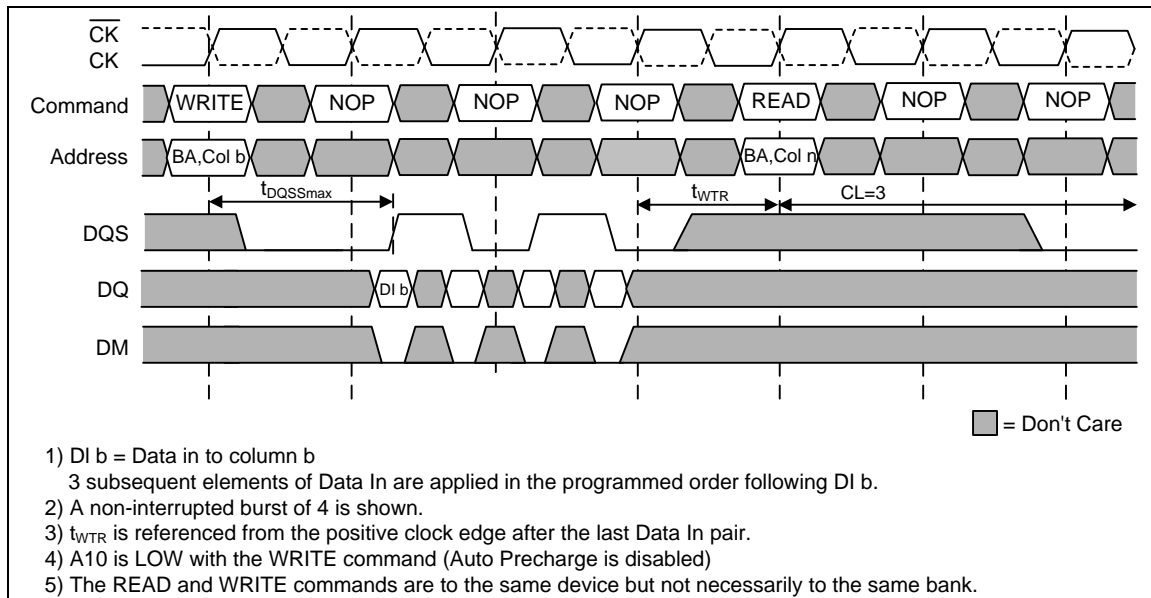 CK
CK
Command WRITE NOP NOP NOP READ NOP NOP
Address BA,Col b BA,Col n
tDQSSmax tWTR CL=3
DQS
DQ DI b
DM
= Don't Care
1) DI b = Data in to column b
3 subsequent elements of Data In are applied in the programmed order following DI b.
2) A non-interrupted burst of 4 is shown.
3) tWTR is referenced from the positive clock edge after the last Data In pair.
4) A10 is LOW with the WRITE command (Auto Precharge is disabled)
5) The READ and WRITE commands are to the same device but not necessarily to the same bank.